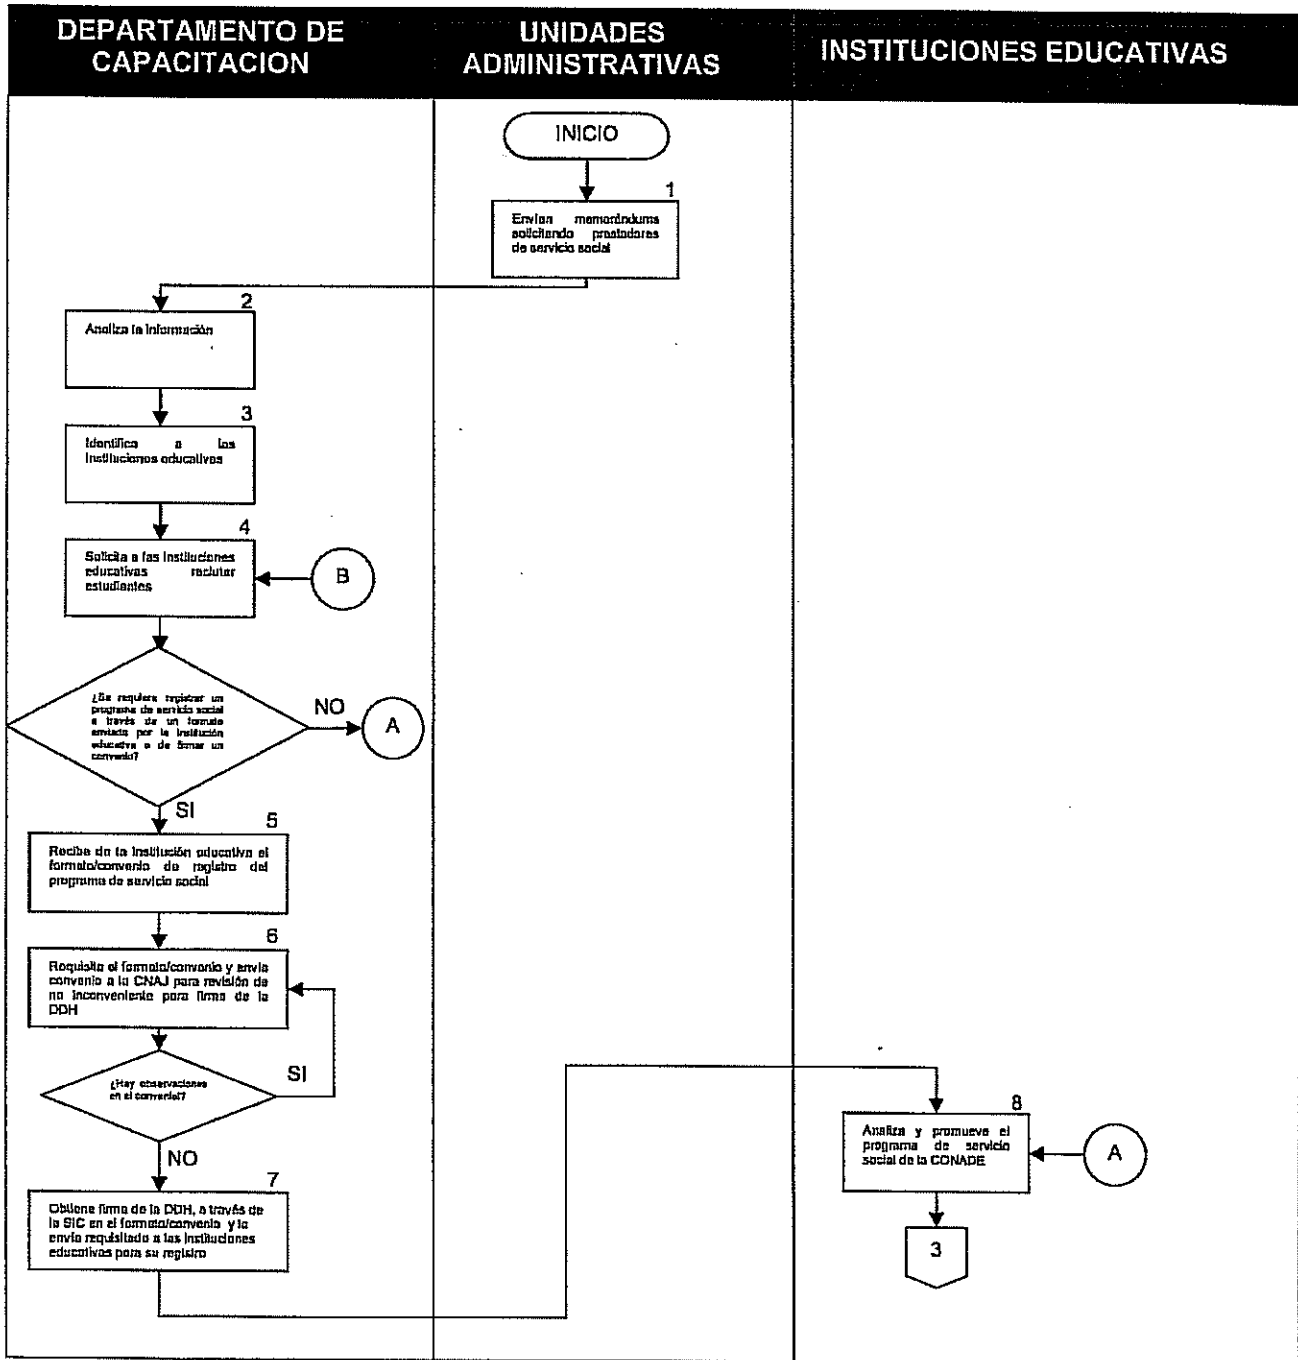 DEPARTAMENTO DE
CAPACITACION
UNIDADES
ADMINISTRATIVAS
INSTITUCIONES EDUCATIVAS
INICIO
1
Envían memorándums
solicitando prestadores
de servicio social
2
Analiza la información
3
Identifica a las
instituciones educativas
4
Solicita a las instituciones
educativas reclutar
estudiantes
B
¿Se requiere registrar un
programa de servicio social
a través de un formato
enviado por la institución
educativa o de firmar un
convenio?
NO
A
SI
5
Recibe de la institución educativa el
formato/convenio de registro del
programa de servicio social
6
Requisita el formato/convenio y envía
convenio a la CNAJ para revisión de
no inconveniente para firma de la
DDH
¿Hay observaciones
en el convenio?
SI
NO
7
Obtiene firma de la DDH, a través de
la SIC en el formato/convenio y lo
envía requisitado a las instituciones
educativas para su registro
8
Analiza y promueve el
programa de servicio
social de la CONADE
A
3